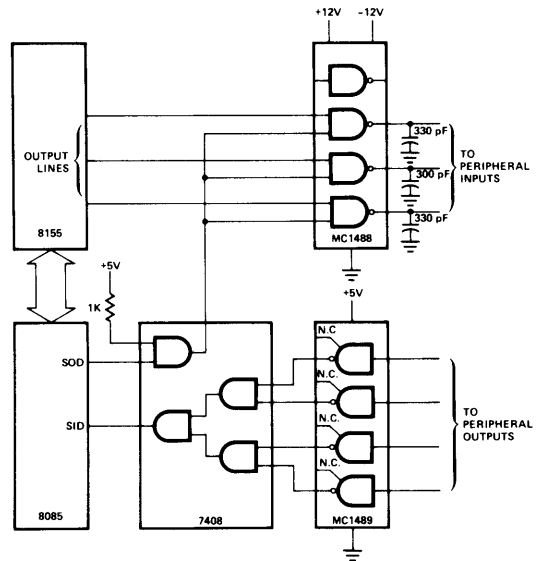 +12V -12V
OUTPUT
LINES
8155
330 pF
300 pF
330 pF
TO
PERIPHERAL
INPUTS
MC1488
+5V
1K
+5V
SOD
SID
8085
7408
N.C
N.C.
N.C.
N.C.
MC1489
TO
PERIPHERAL
OUTPUTS